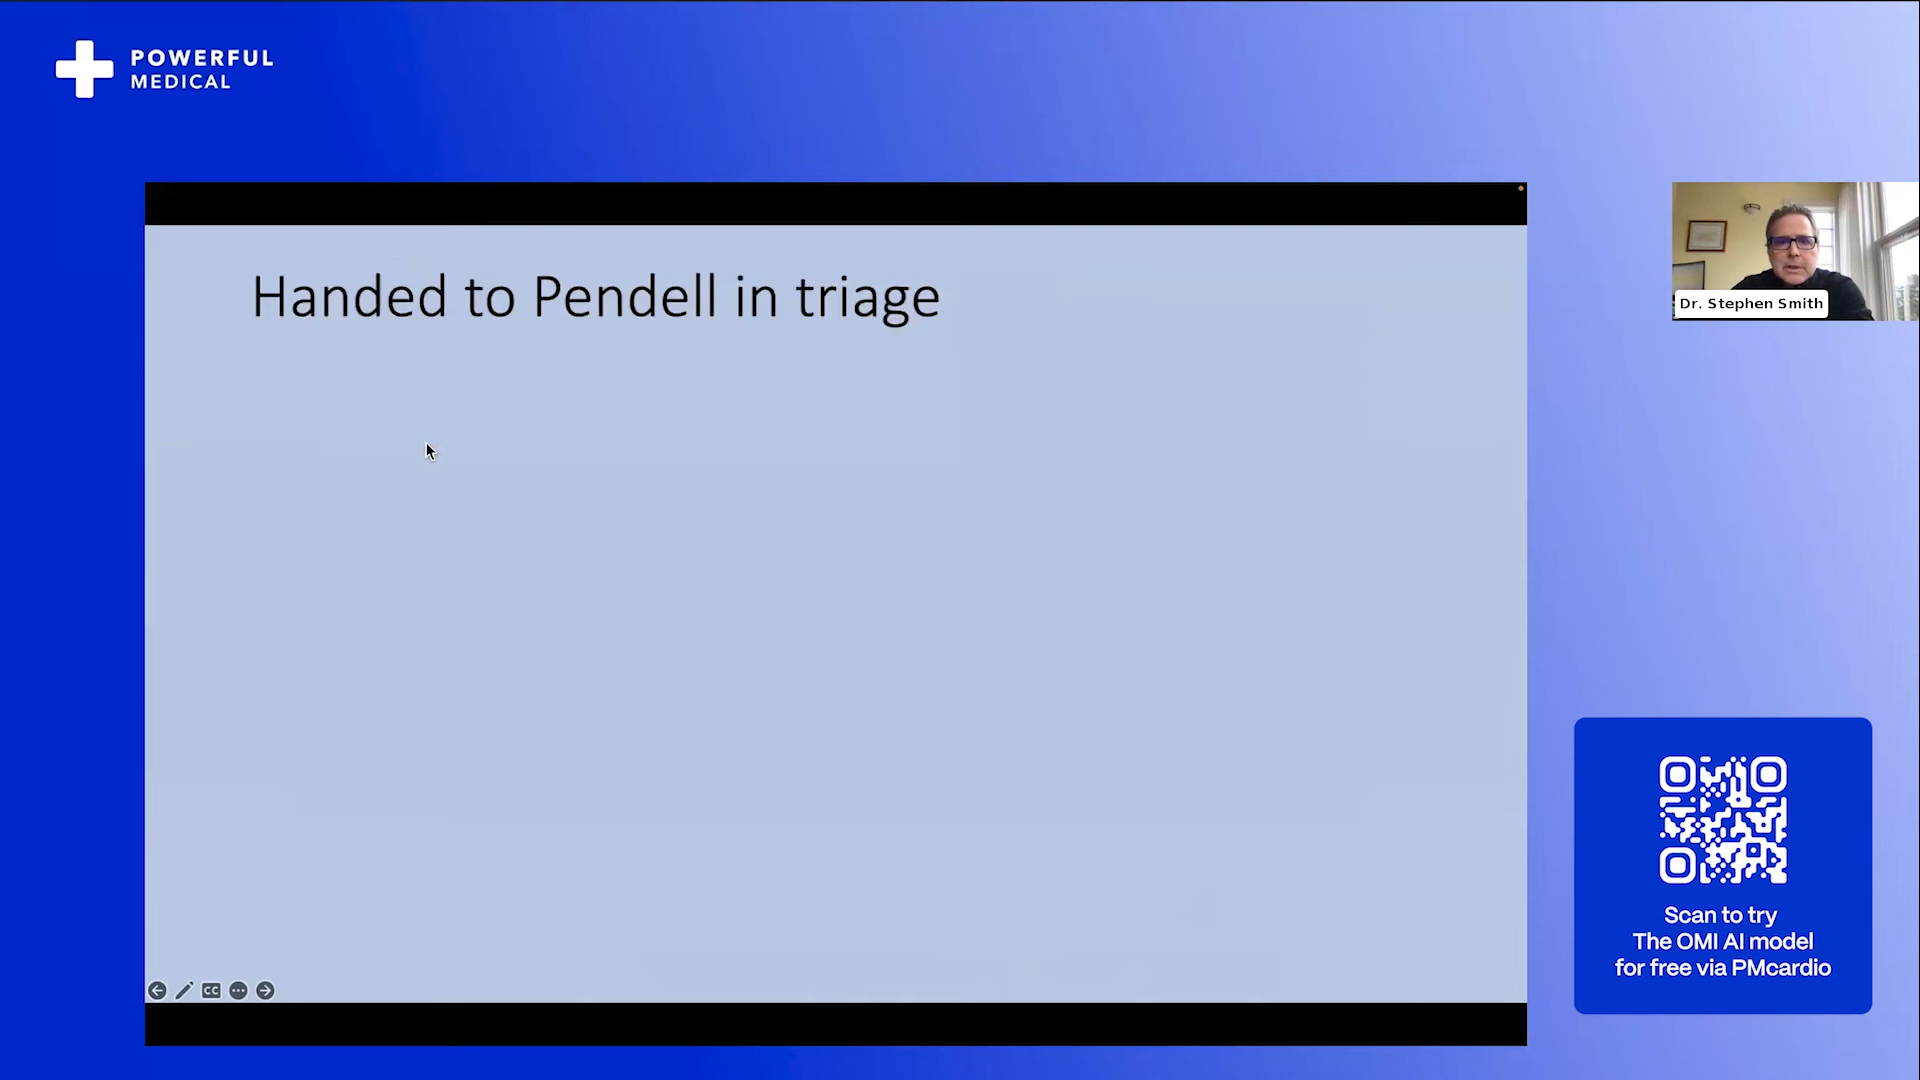 POWERFUL
MEDICAL
Handed to Pendell in triage
Dr. Stephen Smith
CC
Scan to try
The OMI AI model
for free via PMcardio